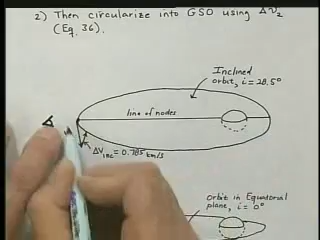 2) Then circularize into GSO using ΔV₂
(Eq. 36).
Inclined
orbit, i = 28.5°
line of nodes
ΔV₁ₙ꜀ = 0.785 km/s
orbit in Equatorial
plane, i = 0°